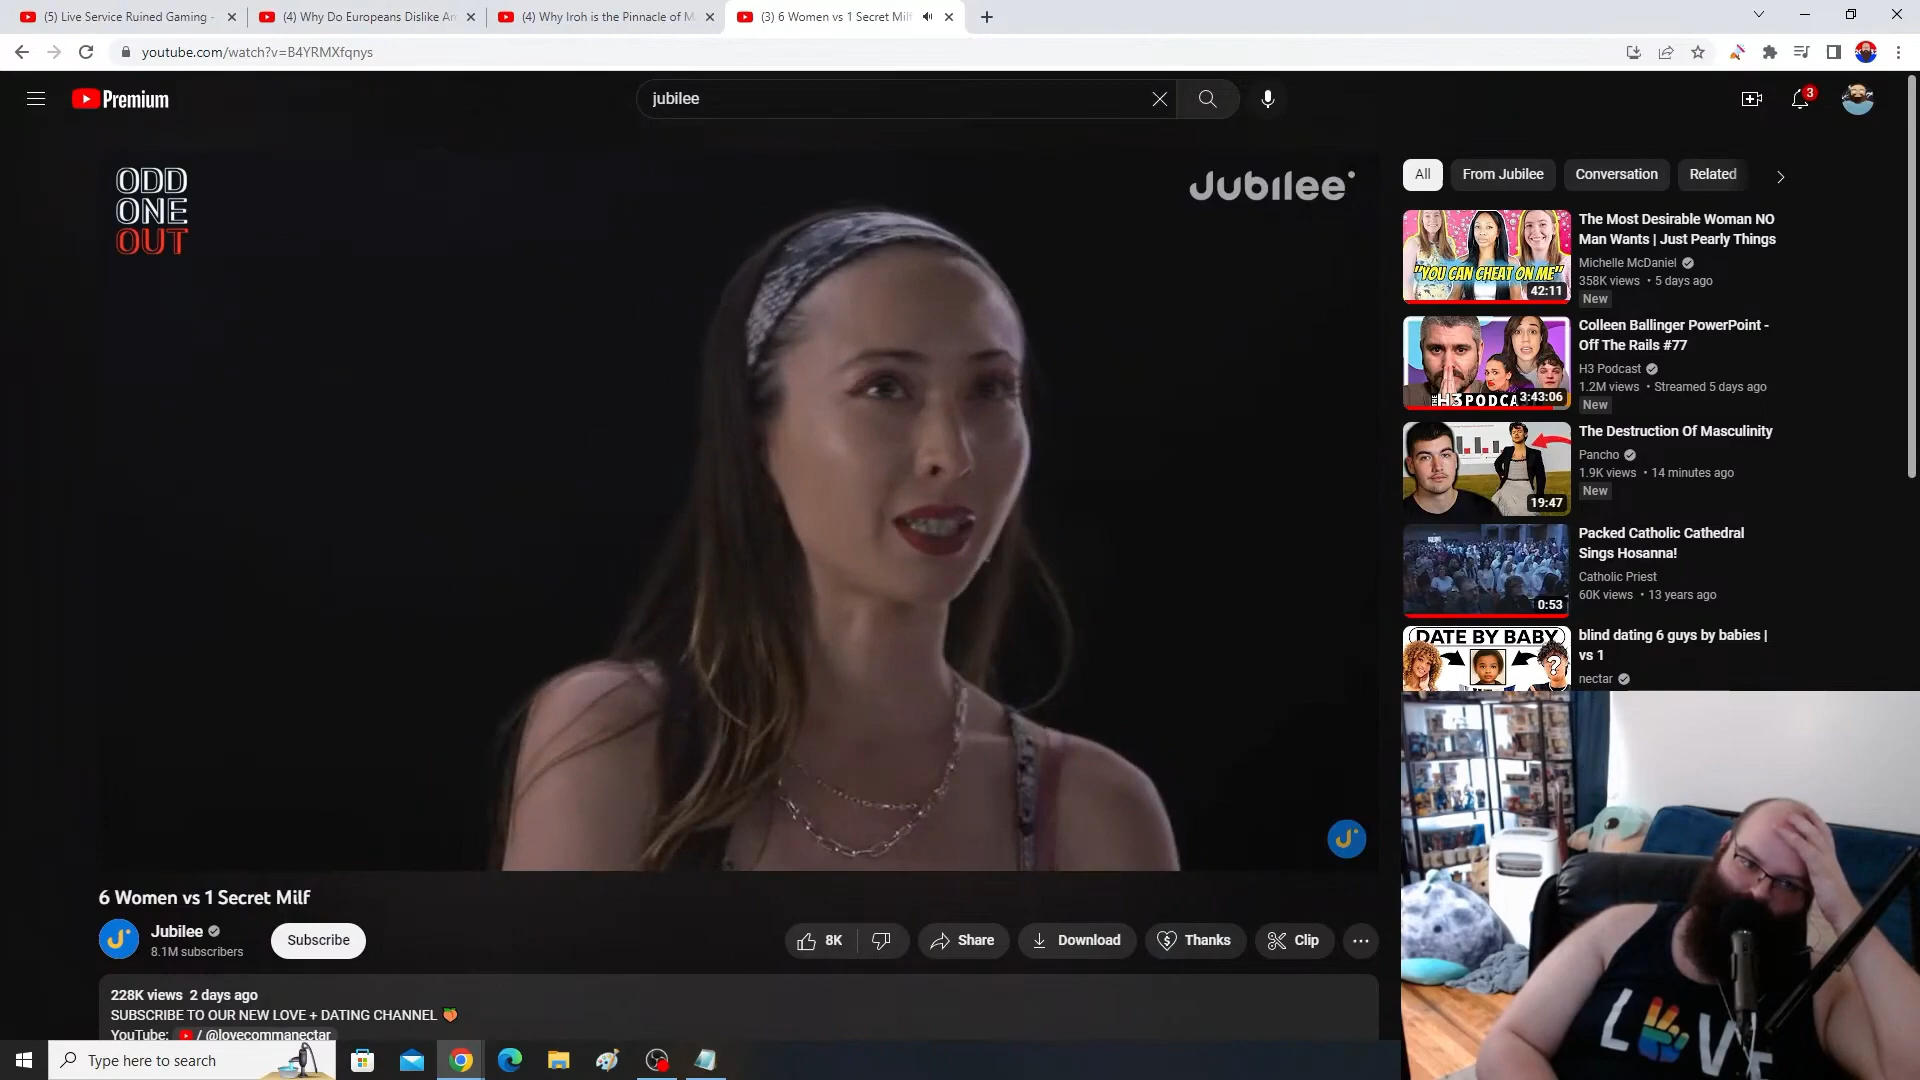 (5) Live Service Ruined Gaming -
(4) Why Do Europeans Dislike Am
(4) Why Iroh is the Pinnacle of M
(3) 6 Women vs 1 Secret Milf
youtube.com/watch?v=B4YRMXfqnys
Premium
jubilee
3
ODD
ONE
OUT
Jubilee
All
From Jubilee
Conversation
Related
"YOU CAN CHEAT ON ME"
42:11
The Most Desirable Woman NO
Man Wants | Just Pearly Things
Michelle McDaniel
358K views • 5 days ago
New
THE H3 PODCA
3:43:06
Colleen Ballinger PowerPoint -
Off The Rails #77
H3 Podcast
1.2M views • Streamed 5 days ago
New
19:47
The Destruction Of Masculinity
Pancho
1.9K views • 14 minutes ago
New
0:53
Packed Catholic Cathedral
Sings Hosanna!
Catholic Priest
60K views • 13 years ago
DATE BY BABY
?
blind dating 6 guys by babies |
vs 1
nectar
6 Women vs 1 Secret Milf
Jubilee
8.1M subscribers
Subscribe
8K
Share
Download
Thanks
Clip
228K views 2 days ago
SUBSCRIBE TO OUR NEW LOVE + DATING CHANNEL 🍑
YouTube: / @lovecommanectar
Type here to search
LOVE